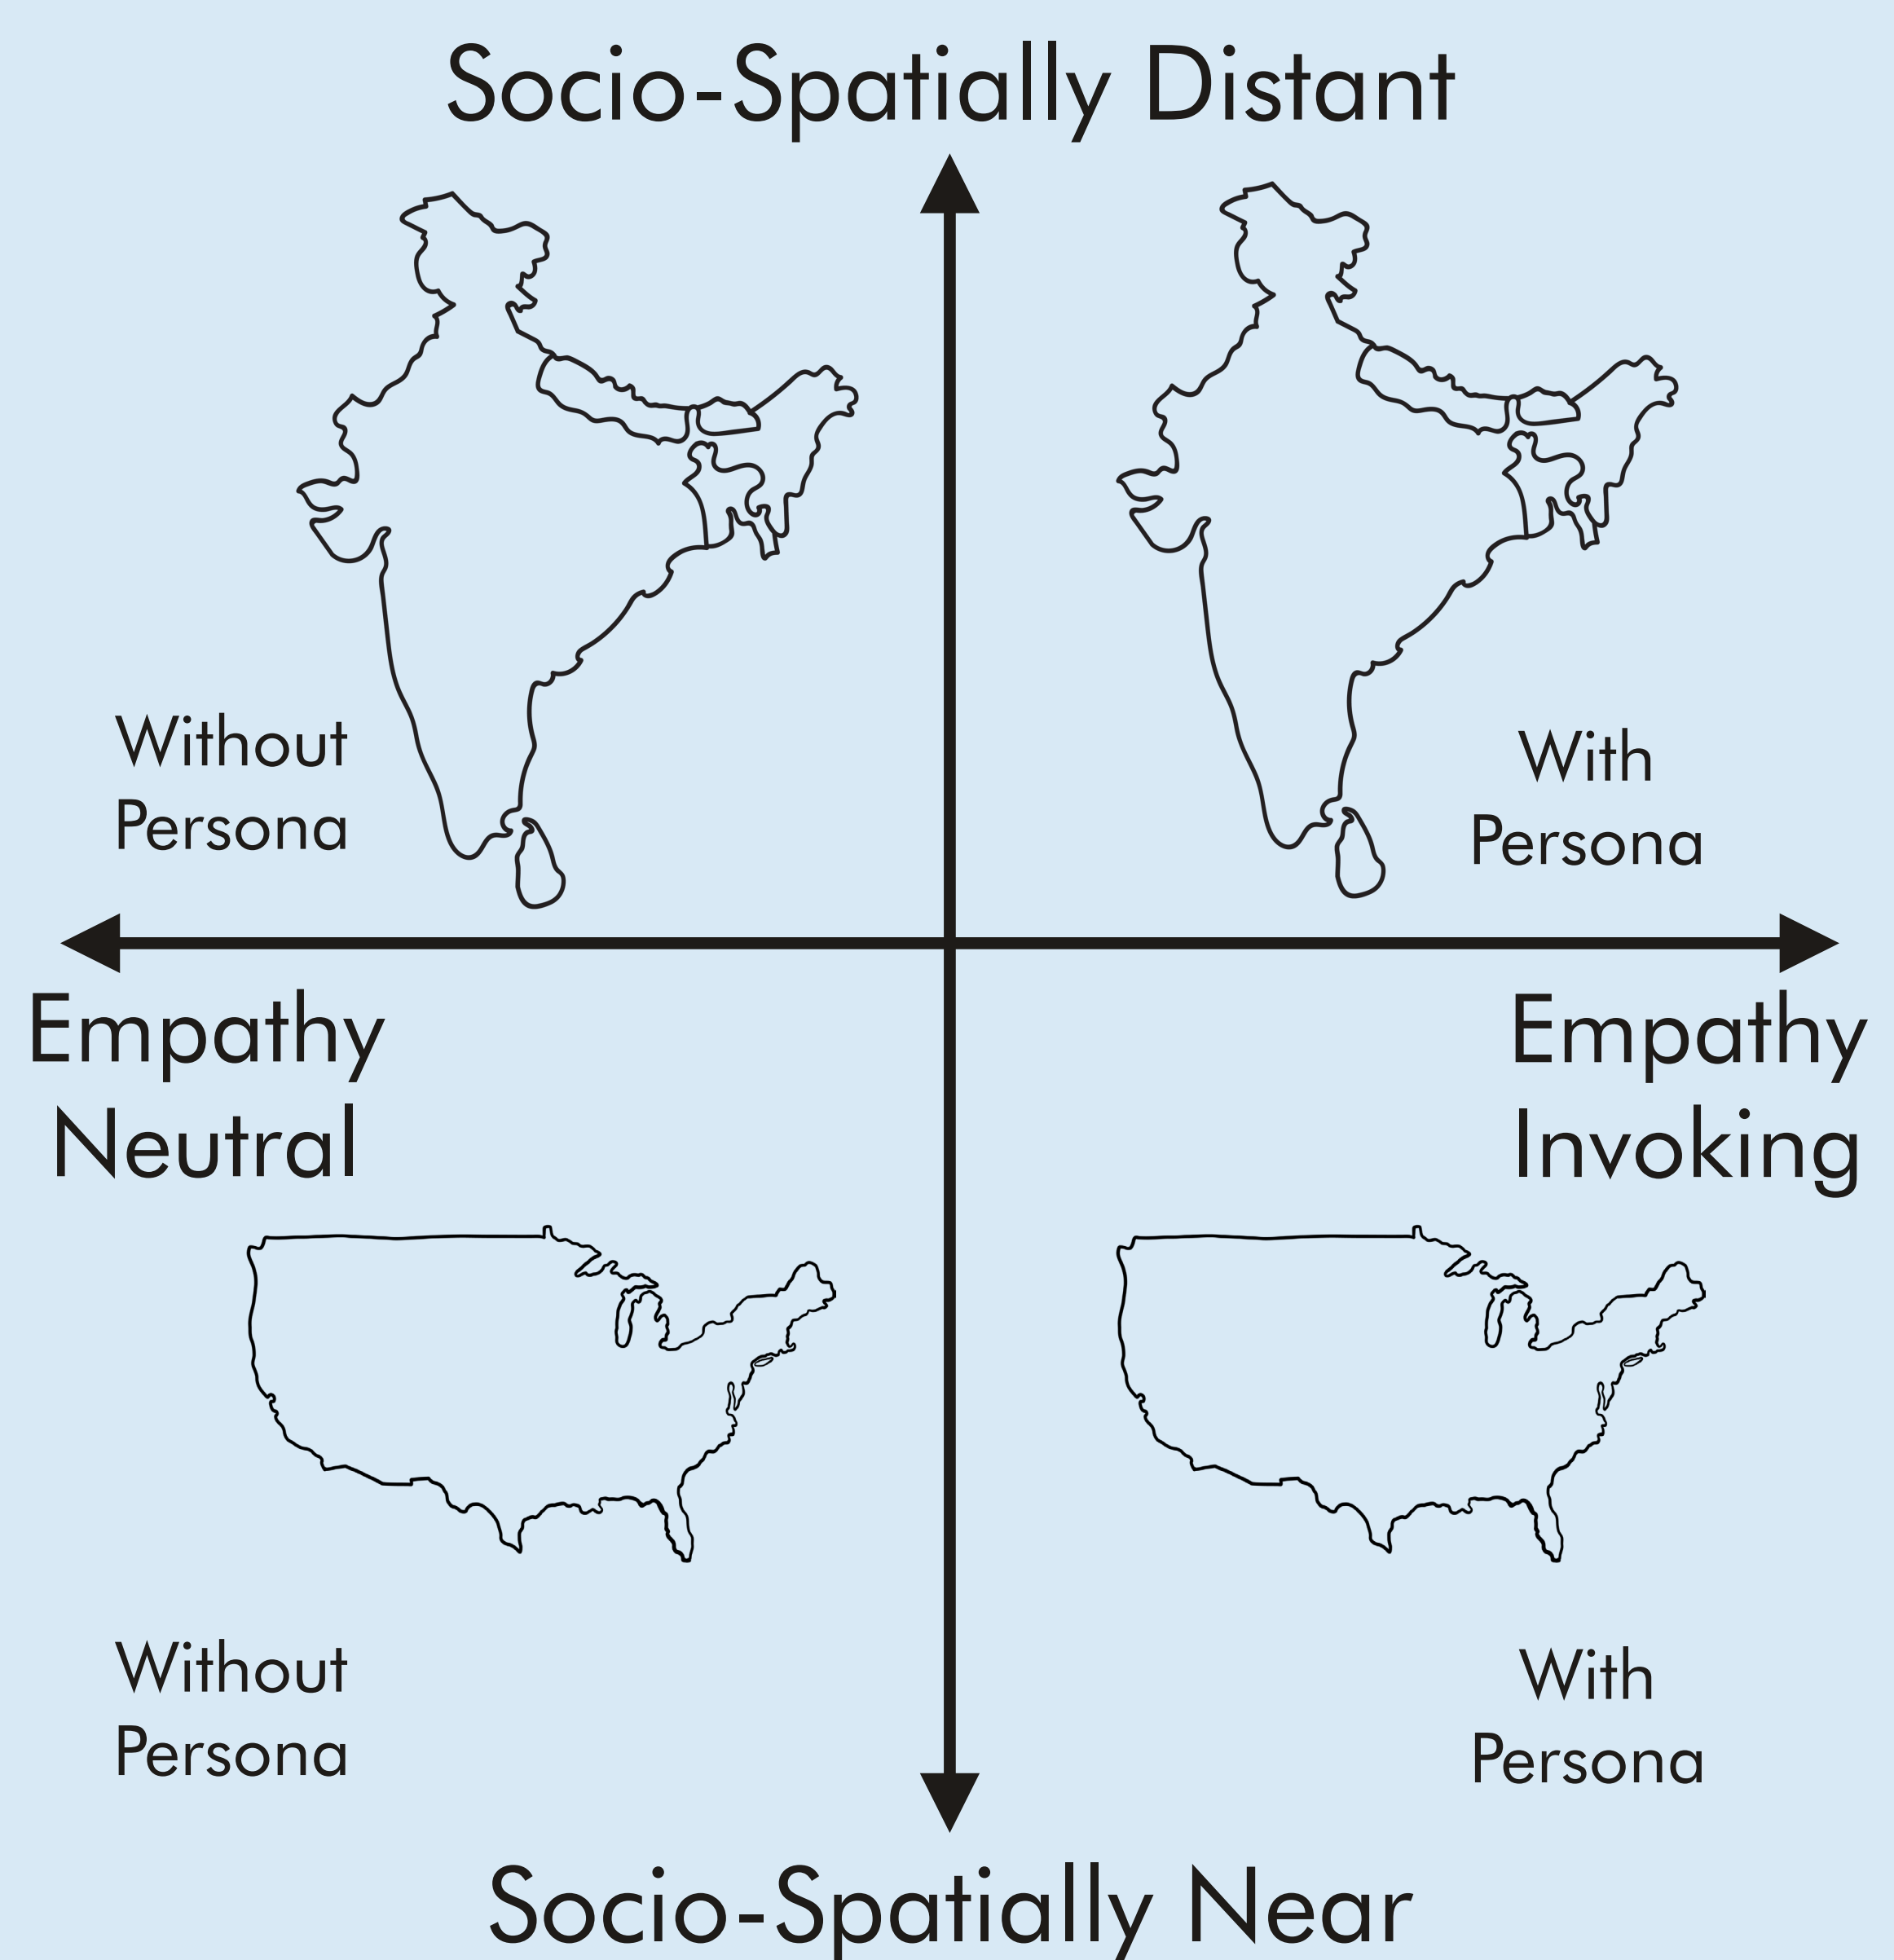 Socio-Spatially Distant
Without
Persona
With
Persona
Empathy
Neutral
Empathy
Invoking
Without
Persona
With
Persona
Socio-Spatially Near